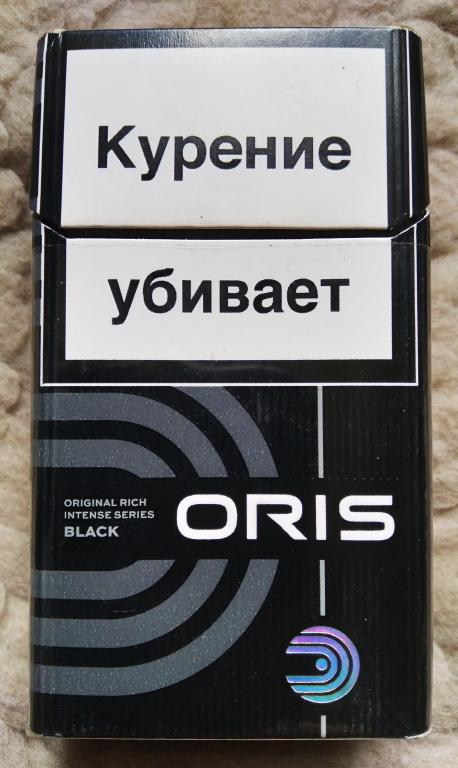 Курение
убивает
ORIGINAL RICH
INTENSE SERIES
BLACK
ORIS